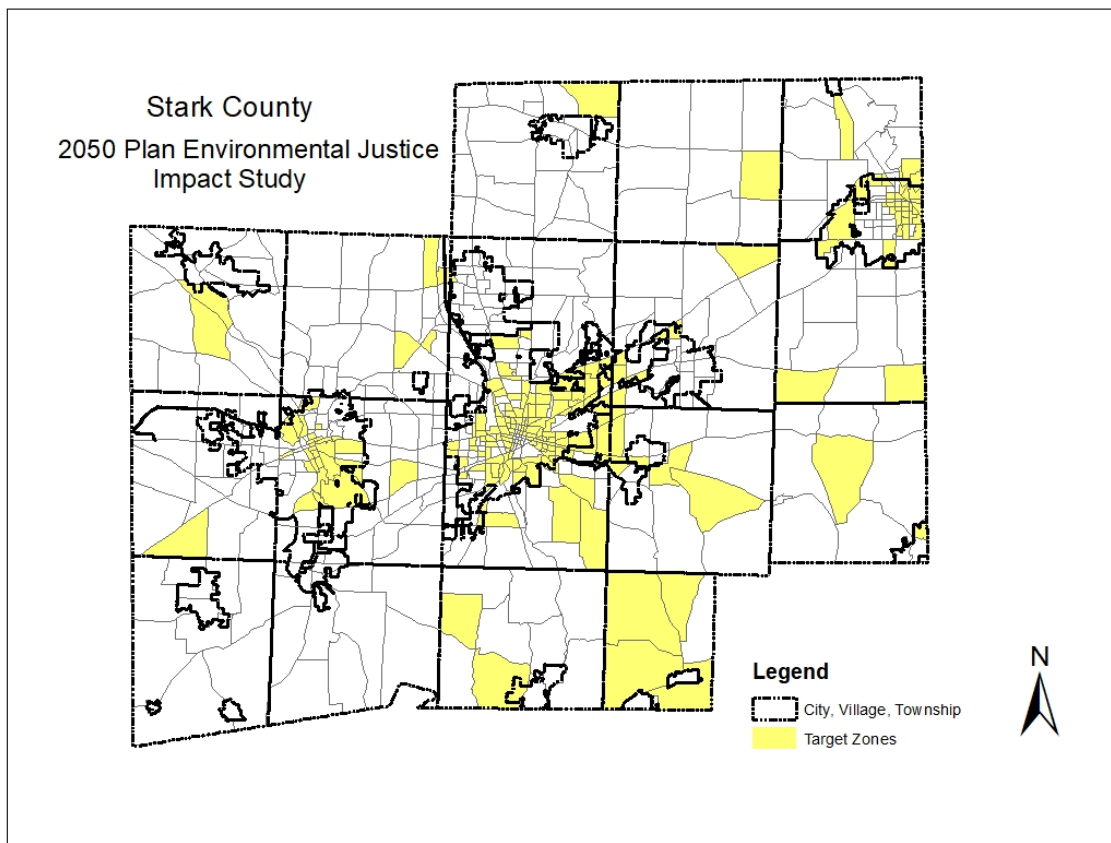 Stark County
2050 Plan Environmental Justice
Impact Study
Legend
City, Village, Township
Target Zones
N